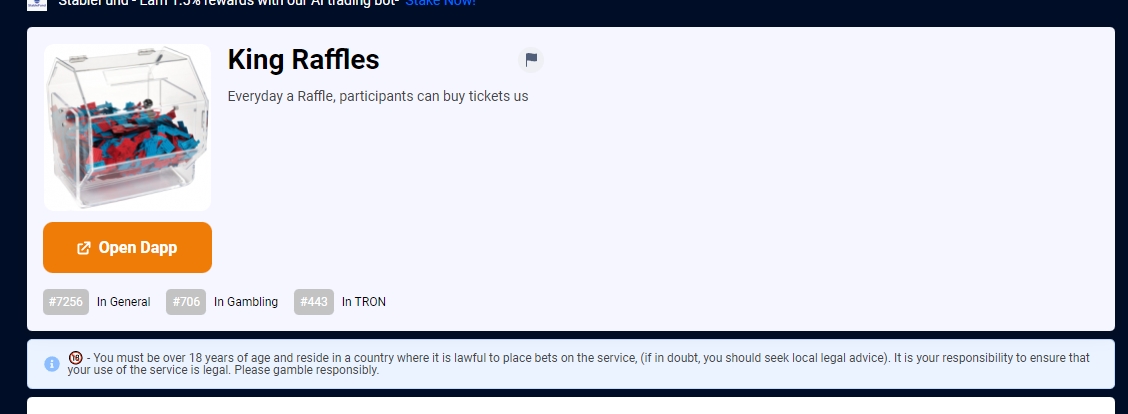 StableFund - Earn 1.5% rewards with our AI trading bot- Stake Now!
King Raffles
Everyday a Raffle, participants can buy tickets us
Open Dapp
#7256 In General #706 In Gambling #443 In TRON
18 - You must be over 18 years of age and reside in a country where it is lawful to place bets on the service, (if in doubt, you should seek local legal advice). It is your responsibility to ensure that
your use of the service is legal. Please gamble responsibly.